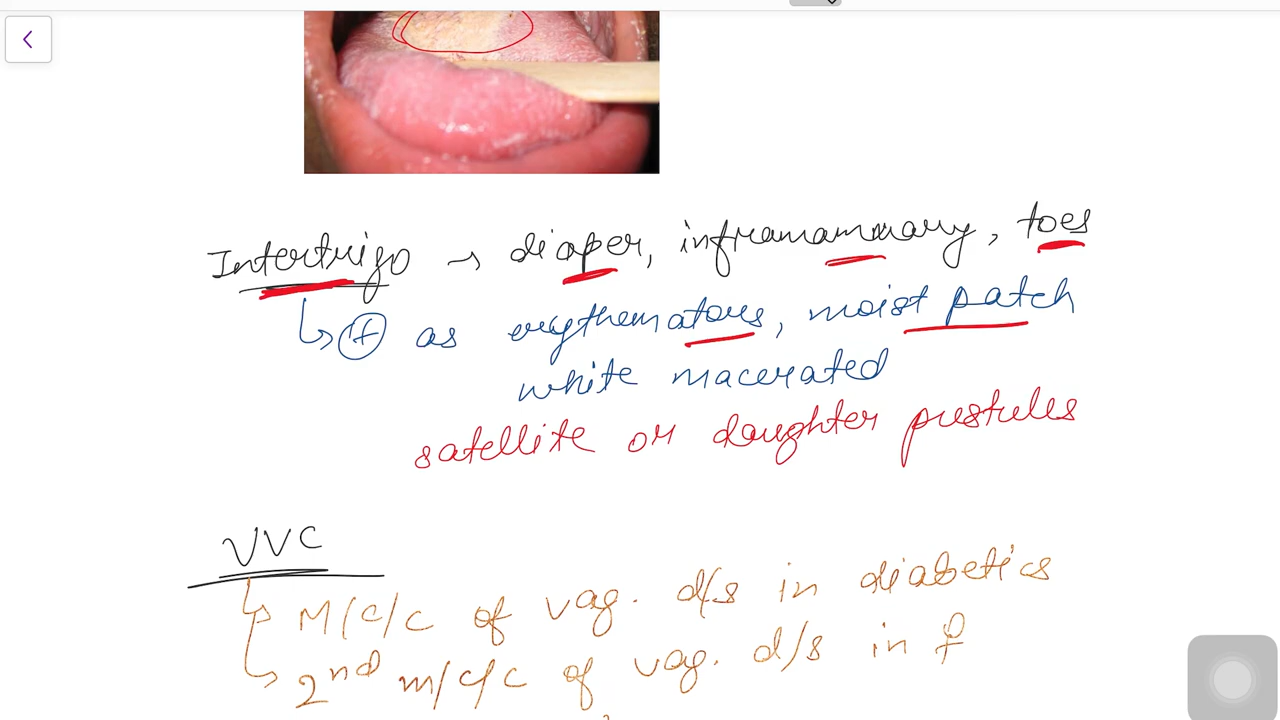 Intertrigo → diaper, inframammary, toes
↳ (+) as erythematous, moist patch
white macerated
satellite or daughter pustules
VVC
↳ M/C/C of vag. d/s in diabetics
↳ 2nd m/c/c of vag. d/s in ♀